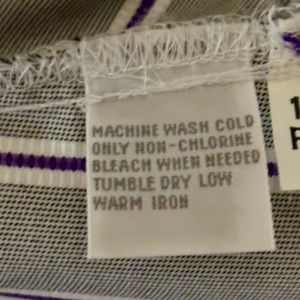 MACHINE WASH COLD
ONLY NON-CHLORINE
BLEACH WHEN NEEDED
TUMBLE DRY LOW
WARM IRON